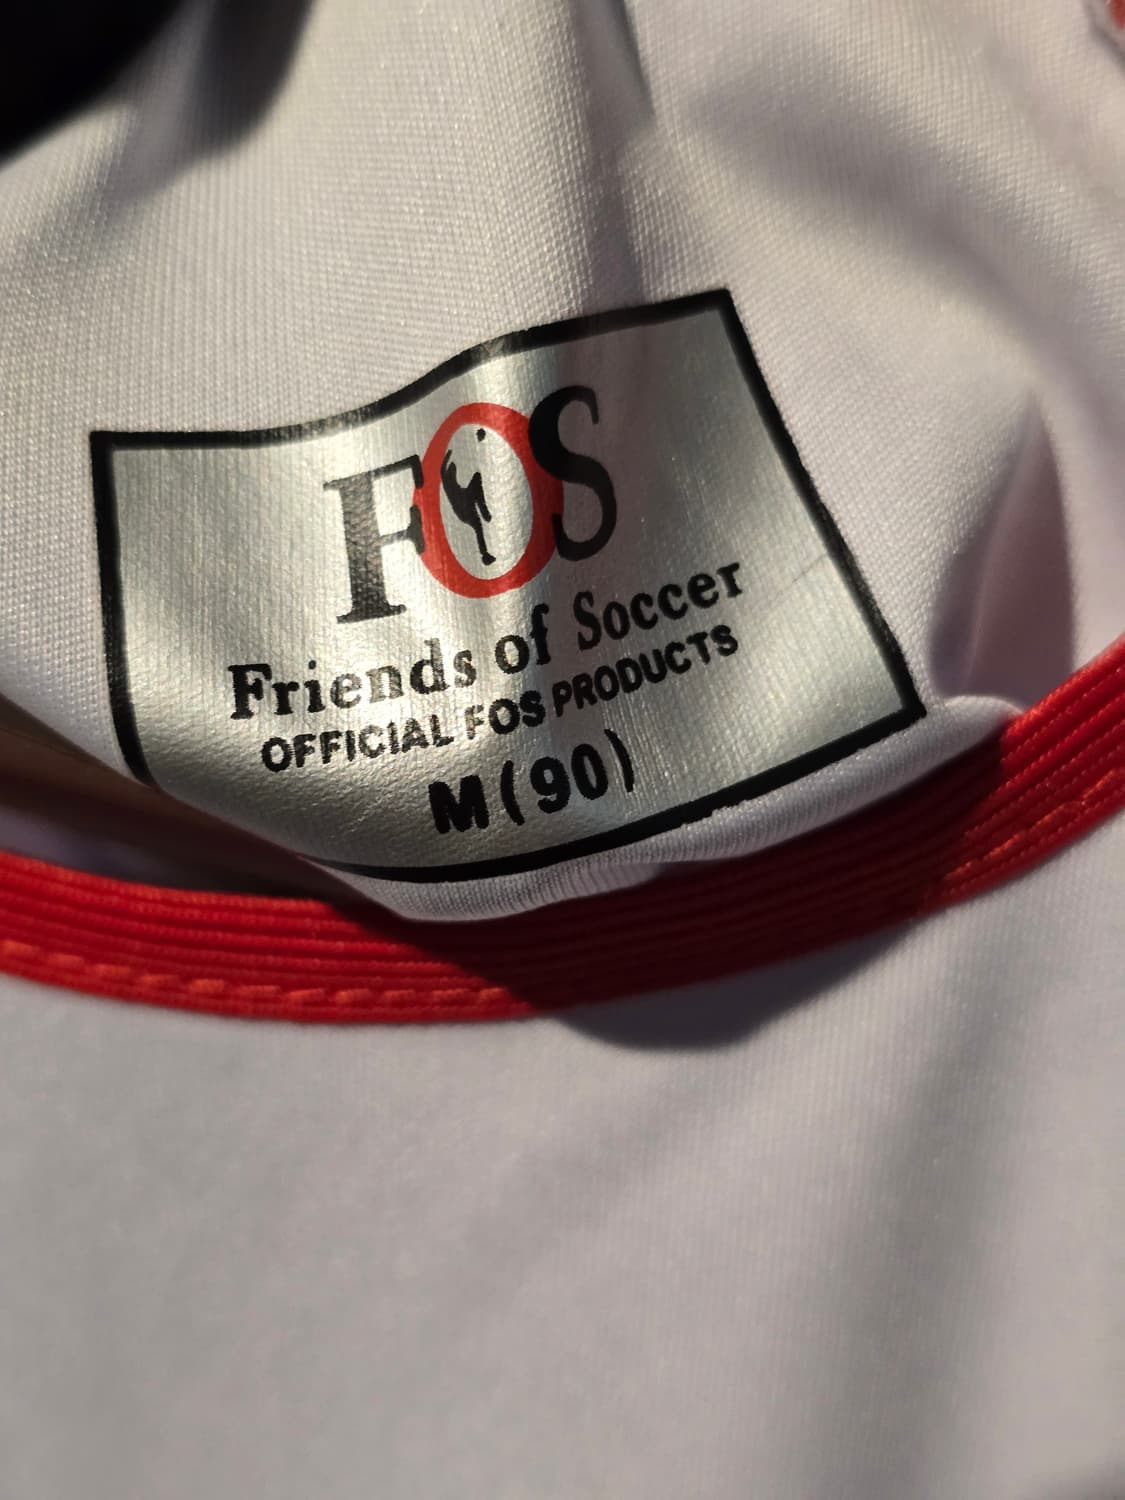 FOS
Friends of Soccer
OFFICIAL FOS PRODUCTS
M(90)